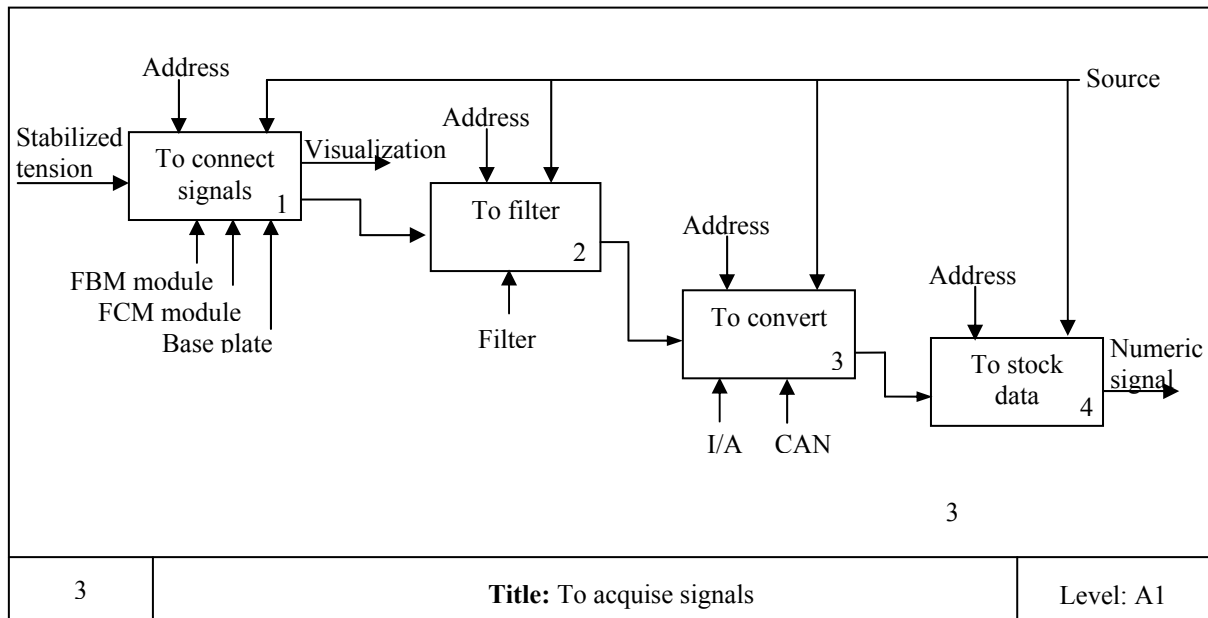 Address
Source
Stabilized
tension
To connect
signals
1
Visualization
Address
To filter
2
FBM module
FCM module
Base plate
Filter
Address
To convert
3
I/A
CAN
Address
To stock
data
4
Numeric
signal
3
3
Title: To acquise signals
Level: A1